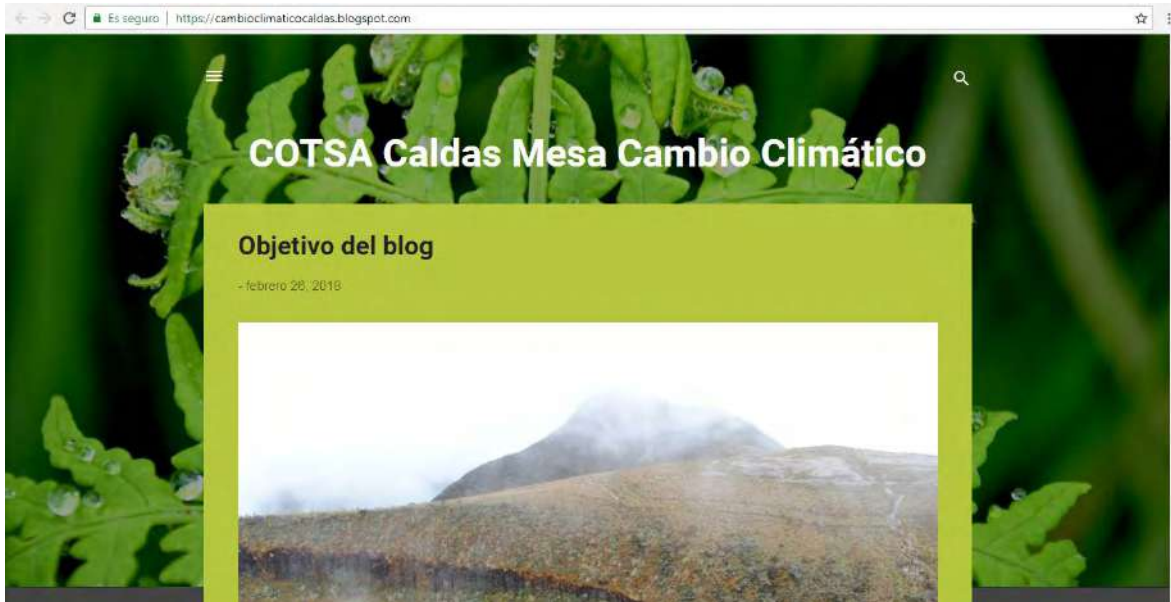 Es seguro | https://cambioclimaticocaldas.blogspot.com
COTSA Caldas Mesa Cambio Climático
Objetivo del blog
- febrero 26, 2018